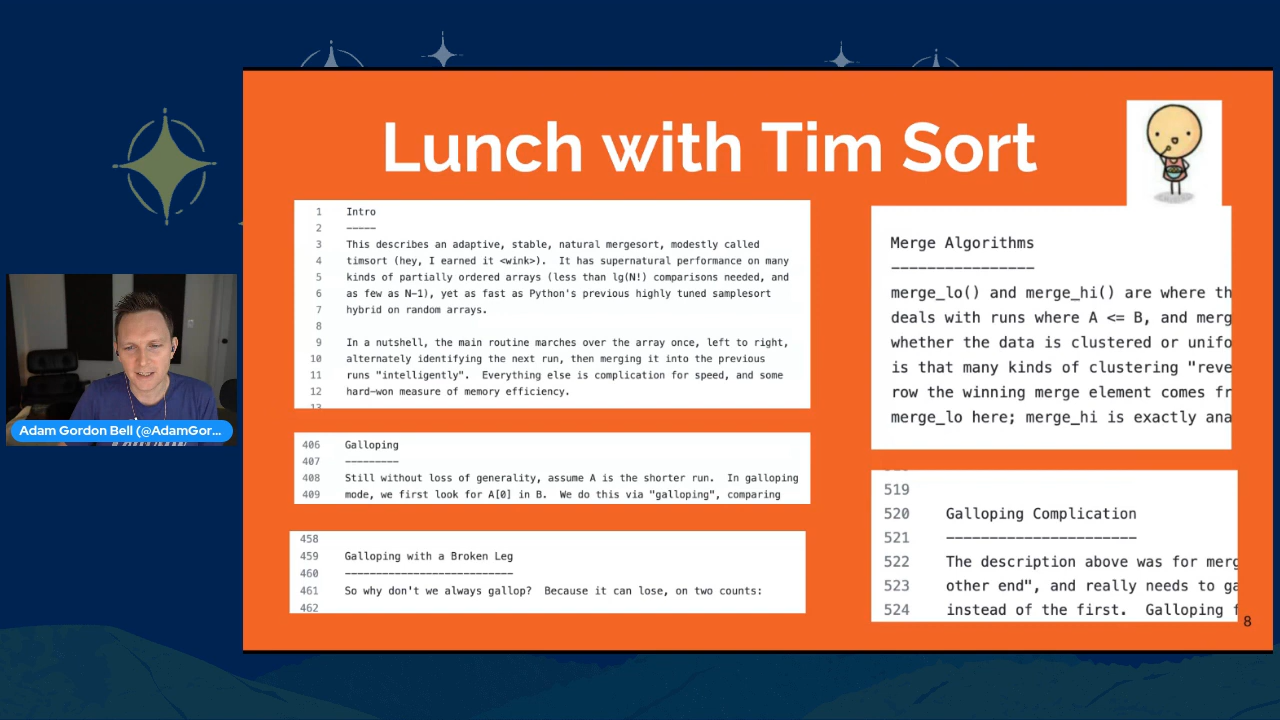 Lunch with Tim Sort
1 Intro
2 -----
3 This describes an adaptive, stable, natural mergesort, modestly called
4 timsort (hey, I earned it <wink>).  It has supernatural performance on many
5 kinds of partially ordered arrays (less than lg(N!) comparisons needed, and
6 as few as N-1), yet as fast as Python's previous highly tuned samplesort
7 hybrid on random arrays.
8
9 In a nutshell, the main routine marches over the array once, left to right,
10 alternately identifying the next run, then merging it into the previous
11 runs "intelligently".  Everything else is complication for speed, and some
12 hard-won measure of memory efficiency.
13
406 Galloping
407 ---------
408 Still without loss of generality, assume A is the shorter run.  In galloping
409 mode, we first look for A[0] in B.  We do this via "galloping", comparing
458
459 Galloping with a Broken Leg
460 ---------------------------
461 So why don't we always gallop?  Because it can lose, on two counts:
462
Merge Algorithms
----------------
merge_lo() and merge_hi() are where th
deals with runs where A <= B, and merg
whether the data is clustered or unifo
is that many kinds of clustering "reve
row the winning merge element comes fr
merge_lo here; merge_hi is exactly ana
519
520 Galloping Complication
521 ----------------------
522 The description above was for merg
523 other end", and really needs to ga
524 instead of the first.  Galloping f
8
Adam Gordon Bell (@AdamGor...